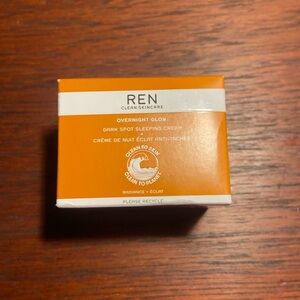 REN
CLEAN SKINCARE
OVERNIGHT GLOW
DARK SPOT SLEEPING CREAM
CRÈME DE NUIT ÉCLAT ANTI-TACHES
CLEAN TO SKIN
CLEAN TO PLANET
RADIANCE • ÉCLAT
PLEASE RECYCLE